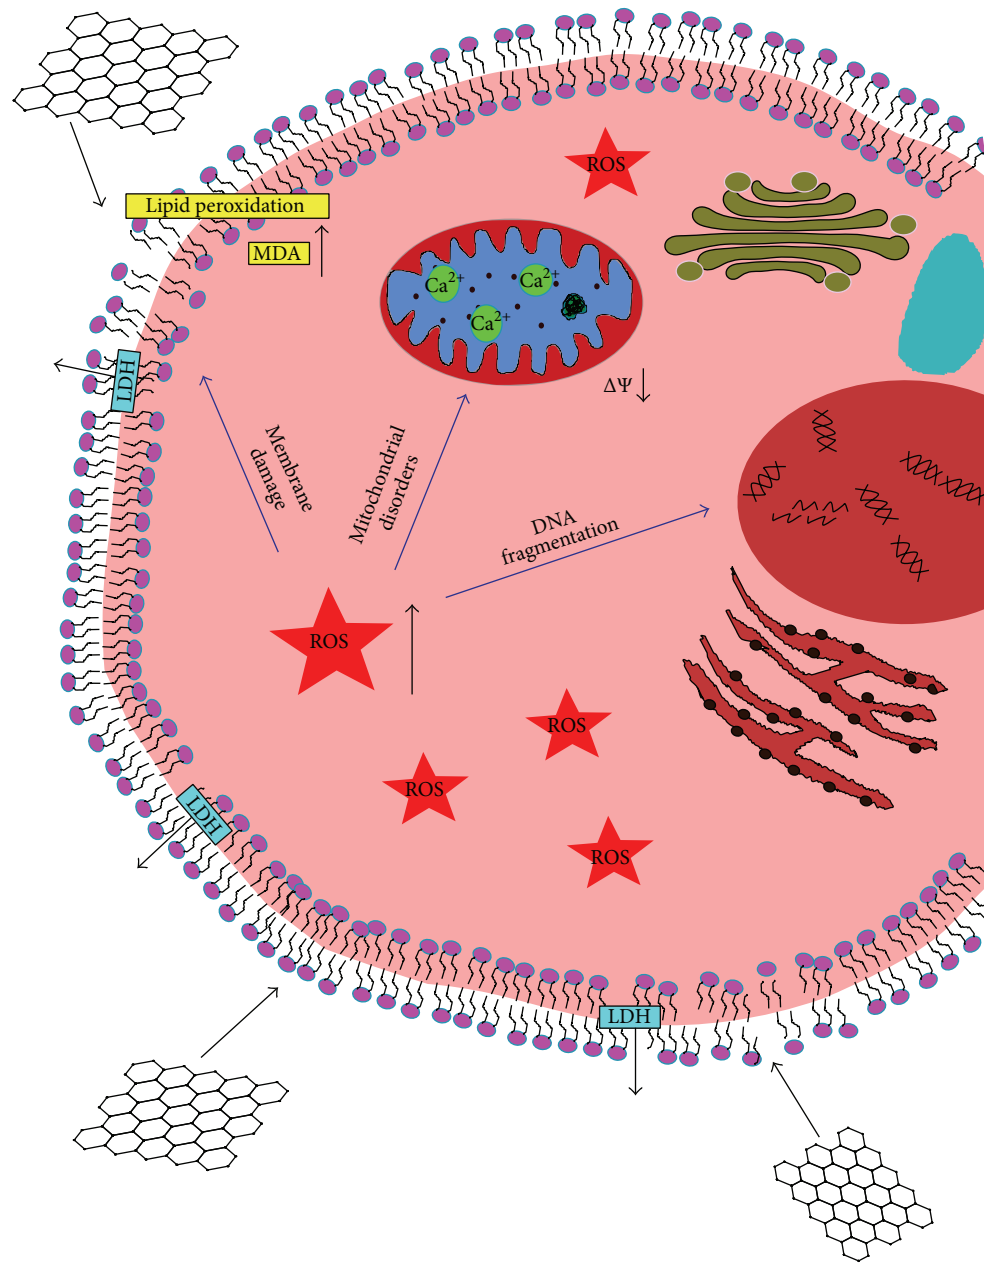 ROS
Lipid peroxidation
MDA
Ca²⁺
Ca²⁺
Ca²⁺
LDH
ΔΨ
Membrane
damage
Mitochondrial
disorders
DNA
fragmentation
ROS
ROS
ROS
LDH
ROS
LDH